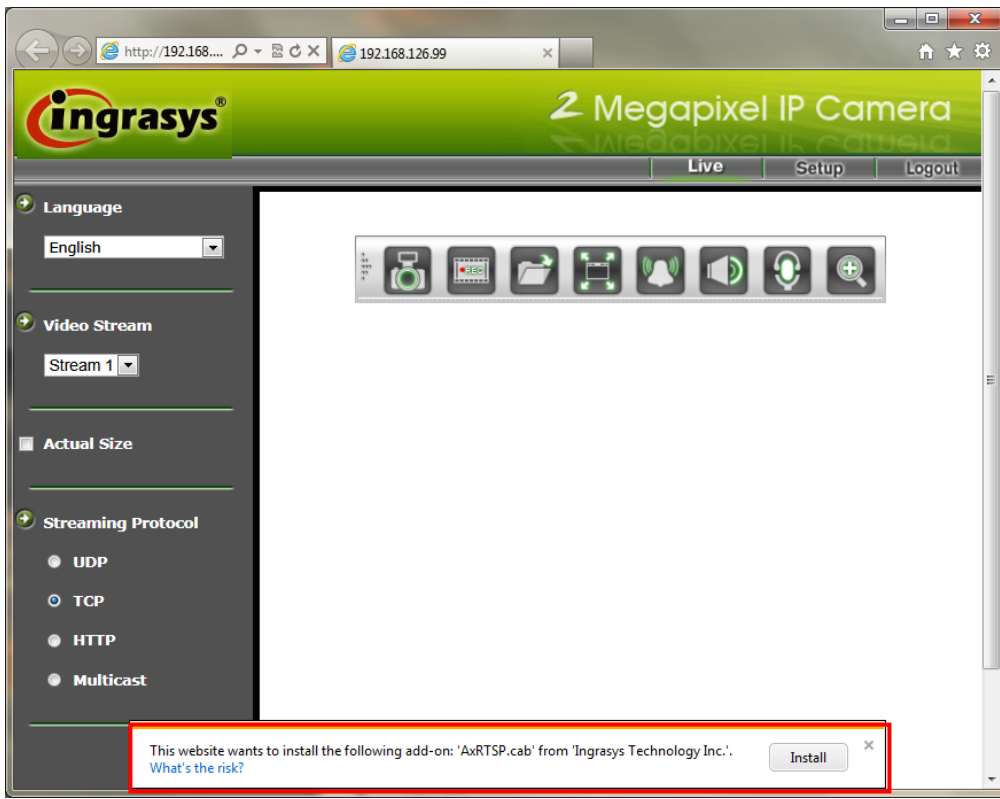 http://192.168....
192.168.126.99
ingrasys®
2 Megapixel IP Camera
Live
Setup
Logout
Language
English
Video Stream
Stream 1
Actual Size
Streaming Protocol
UDP
TCP
HTTP
Multicast
REC
This website wants to install the following add-on: 'AxRTSP.cab' from 'Ingrasys Technology Inc.'.
What's the risk?
Install